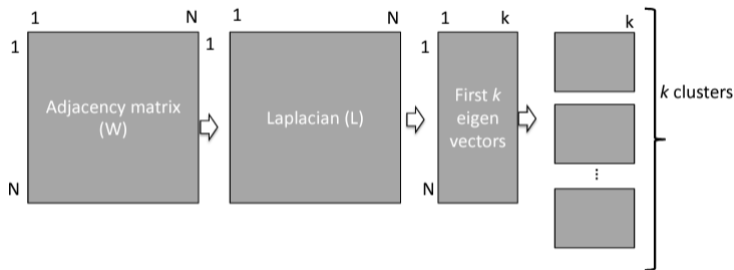 1 N
1
Adjacency matrix
(W)
N
1 N
1
Laplacian (L)
1 k
1
First k
eigen
vectors
N
k
...
k clusters